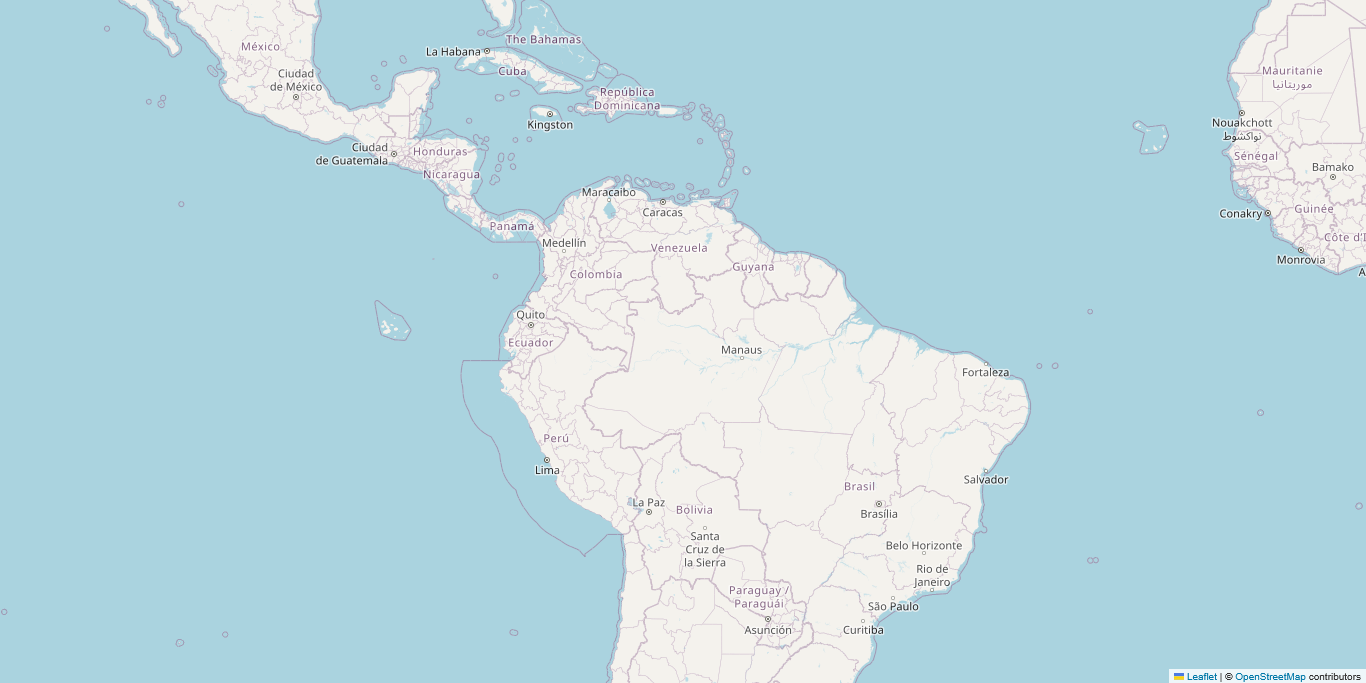 México
La Habana
The Bahamas
Ciudad
de México
Cuba
República
Dominicana
Kingston
Mauritanie
موريتانيا
Nouakchott
نواكشوط
Ciudad
de Guatemala
Honduras
Nicaragua
Sénégal
Bamako
Maracaibo
Caracas
Conakry
Guinée
Panamá
Medellín
Venezuela
Côte d'I
Monrovia
A
Colombia
Guyana
Quito
Ecuador
Manaus
Fortaleza
Perú
Lima
Salvador
Brasil
La Paz
Bolivia
Brasília
Santa
Cruz de
la Sierra
Belo Horizonte
Rio de
Janeiro
Paraguay /
Paraguái
São Paulo
Asunción
Curitiba
Leaflet | © OpenStreetMap contributors